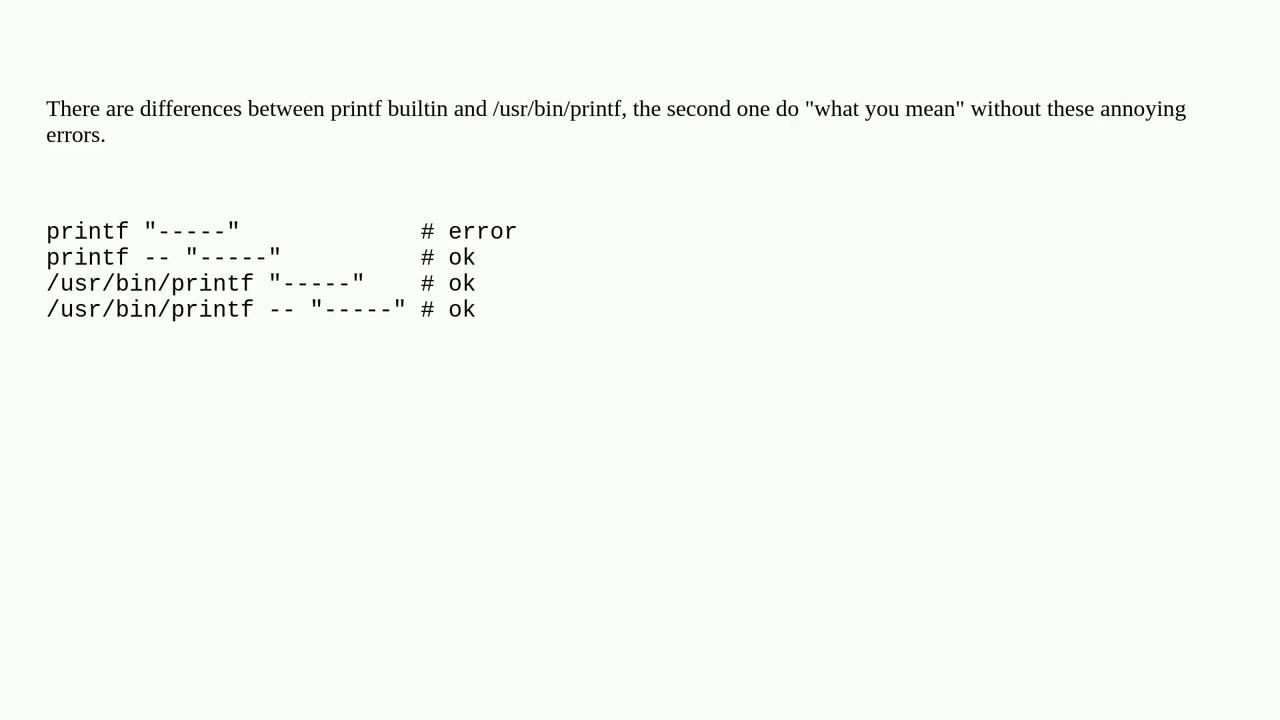 There are differences between printf builtin and /usr/bin/printf, the second one do "what you mean" without these annoying
errors.
printf "-----"             # error
printf -- "-----"          # ok
/usr/bin/printf "-----"    # ok
/usr/bin/printf -- "-----" # ok